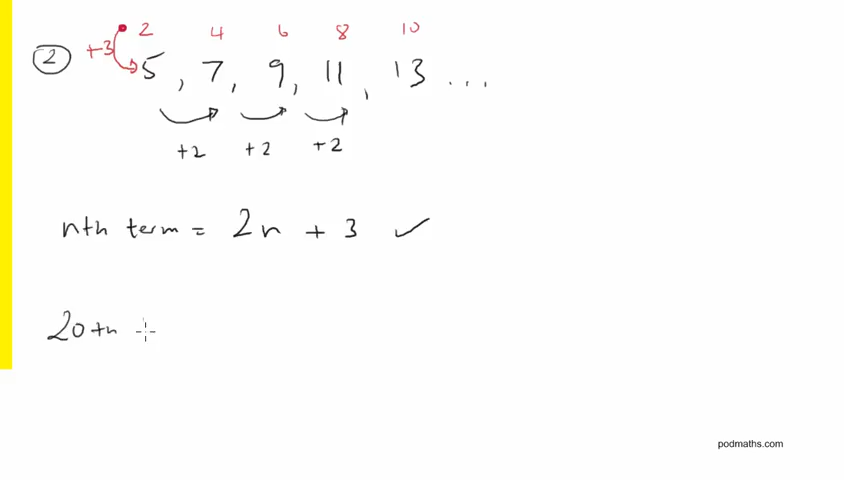 2 4 6 8 10
② +3 5, 7, 9, 11, 13 ...
+2 +2 +2
nth term = 2n + 3 ✓
20th
podmaths.com